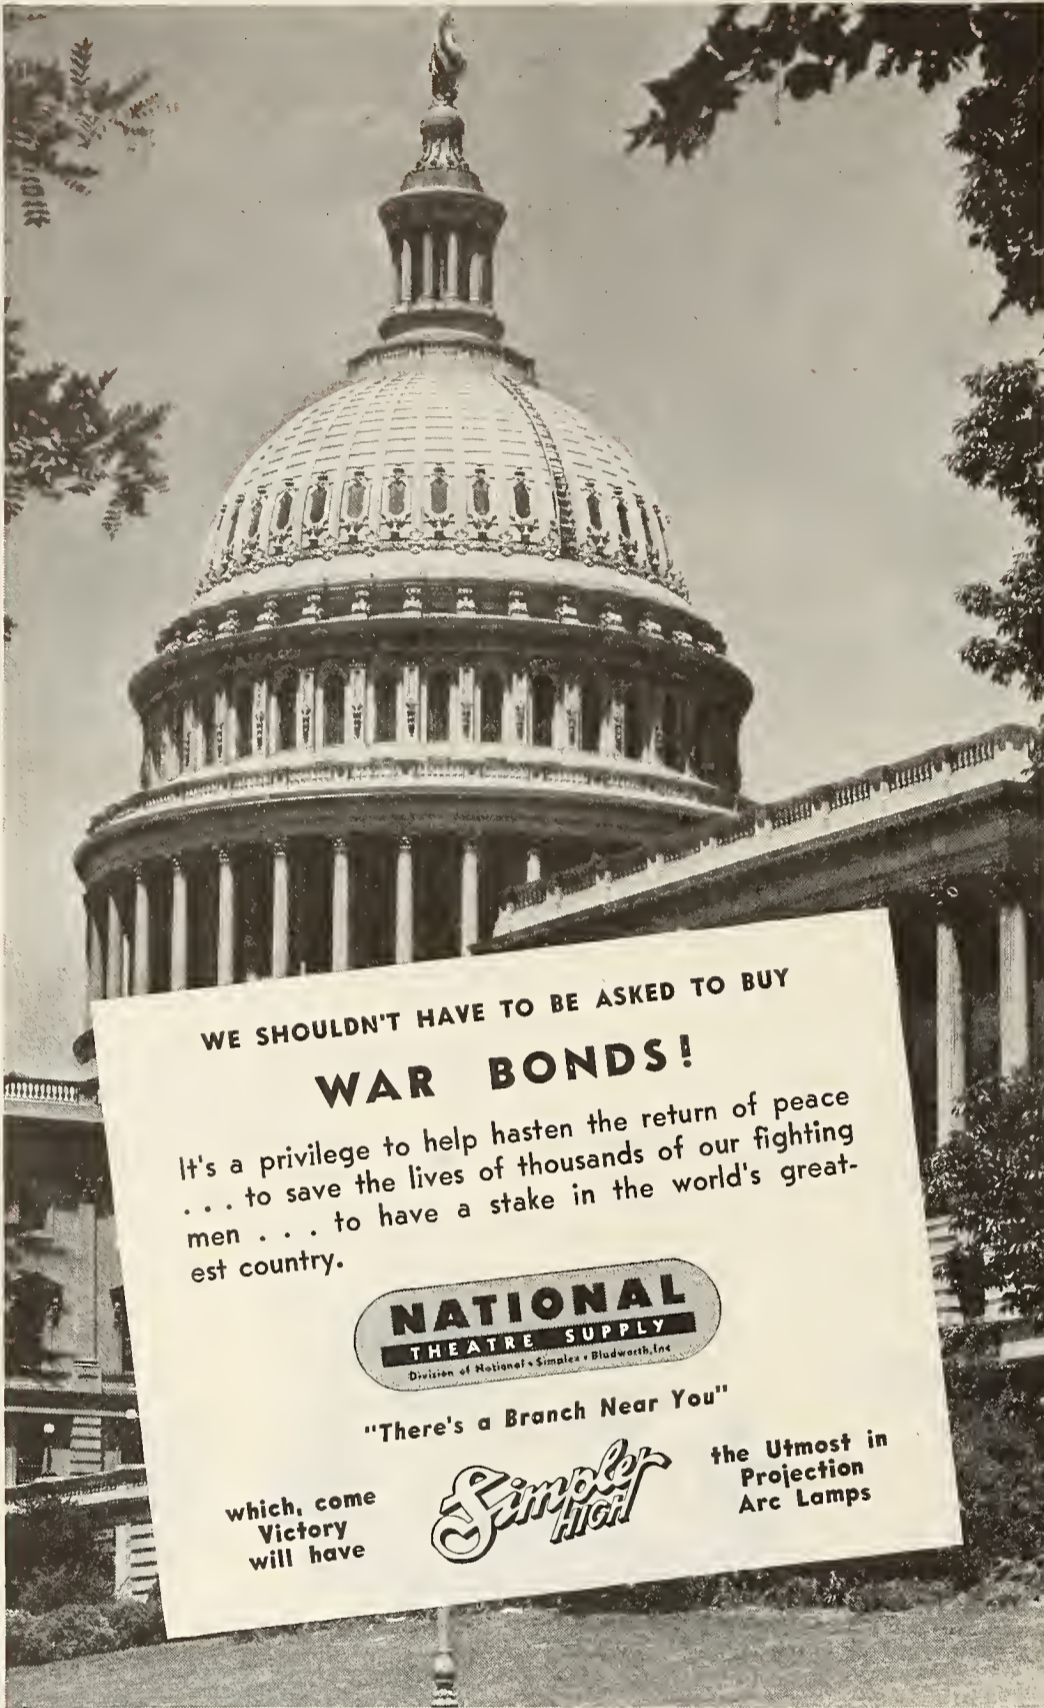 WE SHOULDN'T HAVE TO BE ASKED TO BUY
WAR BONDS!
It's a privilege to help hasten the return of peace
. . . to save the lives of thousands of our fighting
men . . . to have a stake in the world's great-
est country.
NATIONAL
THEATRE SUPPLY
Division of National • Simplex • Bludworth, Inc
"There's a Branch Near You"
which, come
Victory
will have
Simplex
HIGH
the Utmost in
Projection
Arc Lamps